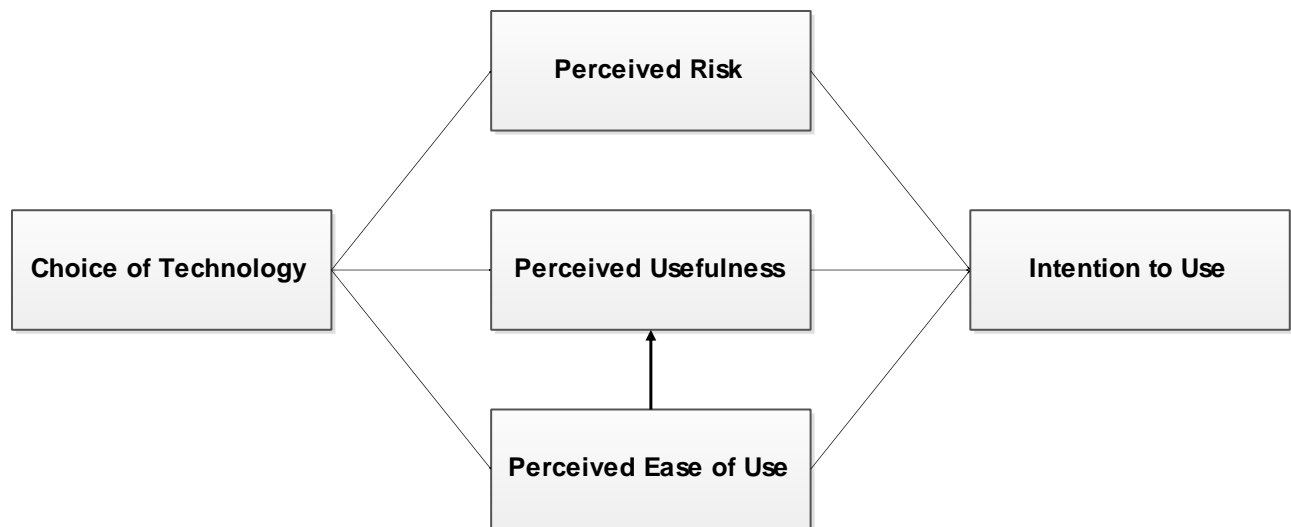 Perceived Risk
Choice of Technology
Perceived Usefulness
Intention to Use
Perceived Ease of Use